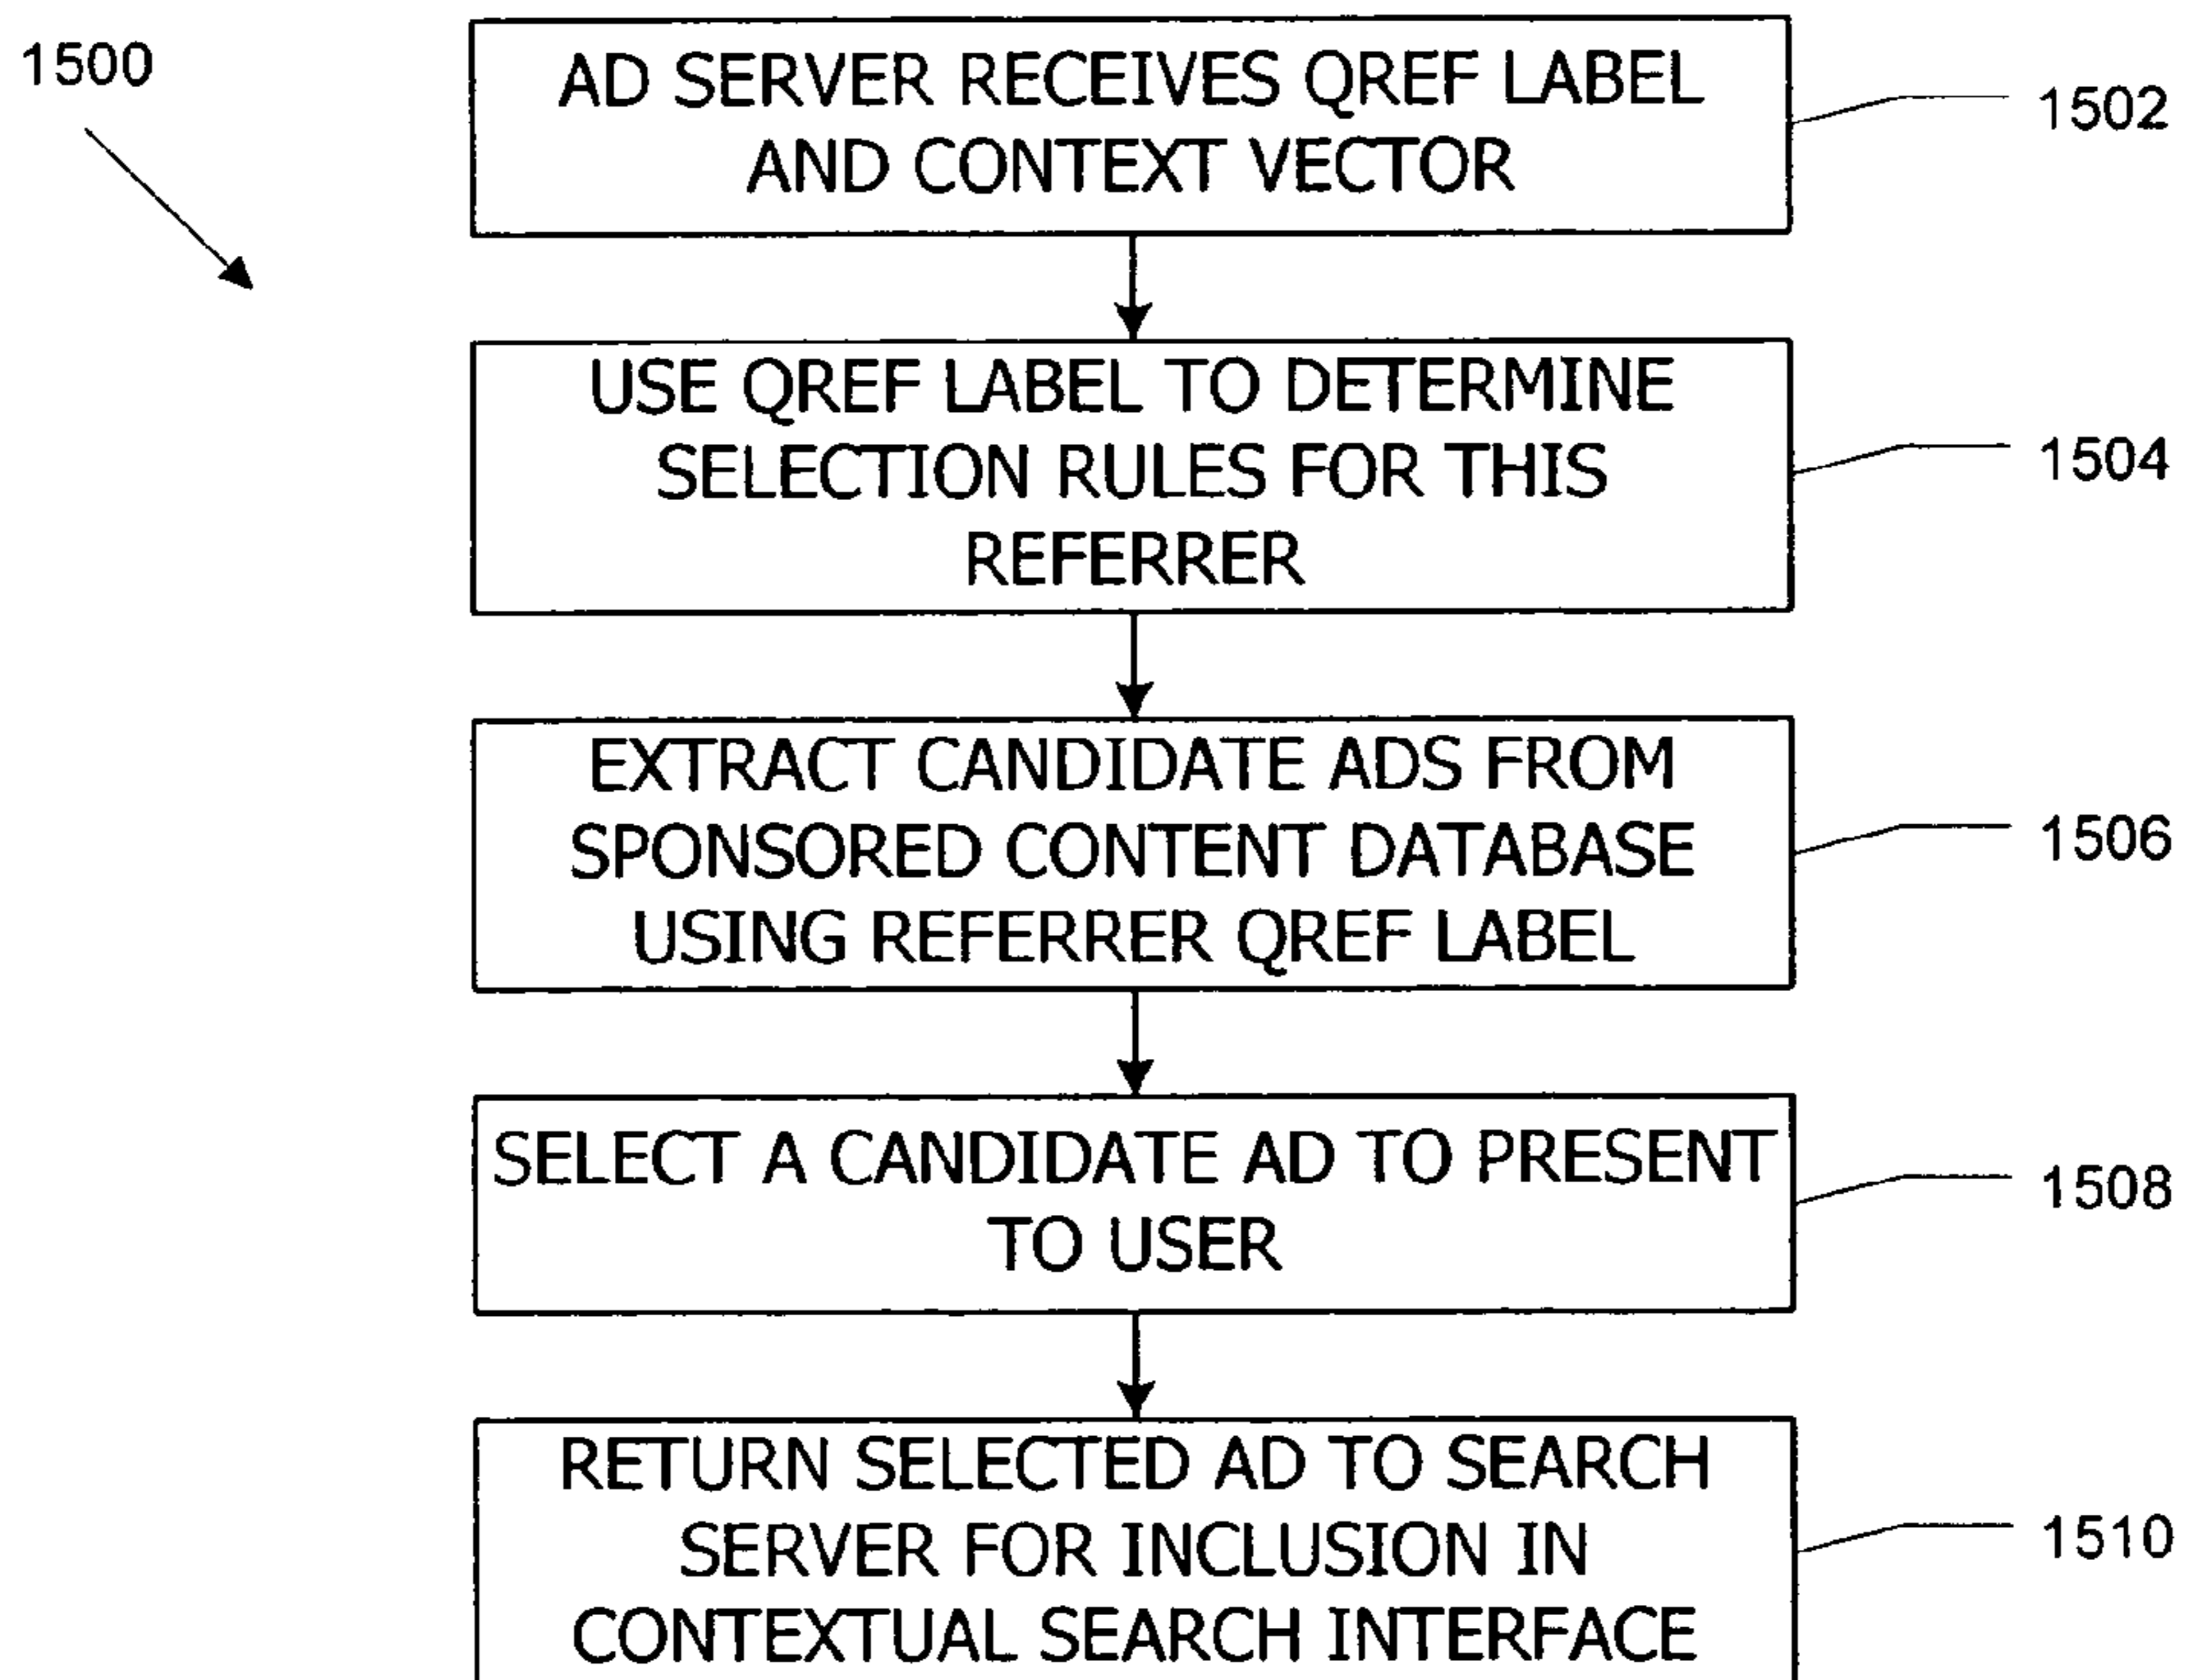 1500
AD SERVER RECEIVES QREF LABEL
AND CONTEXT VECTOR
1502
USE QREF LABEL TO DETERMINE
SELECTION RULES FOR THIS
REFERRER
1504
EXTRACT CANDIDATE ADS FROM
SPONSORED CONTENT DATABASE
USING REFERRER QREF LABEL
1506
SELECT A CANDIDATE AD TO PRESENT
TO USER
1508
RETURN SELECTED AD TO SEARCH
SERVER FOR INCLUSION IN
CONTEXTUAL SEARCH INTERFACE
1510